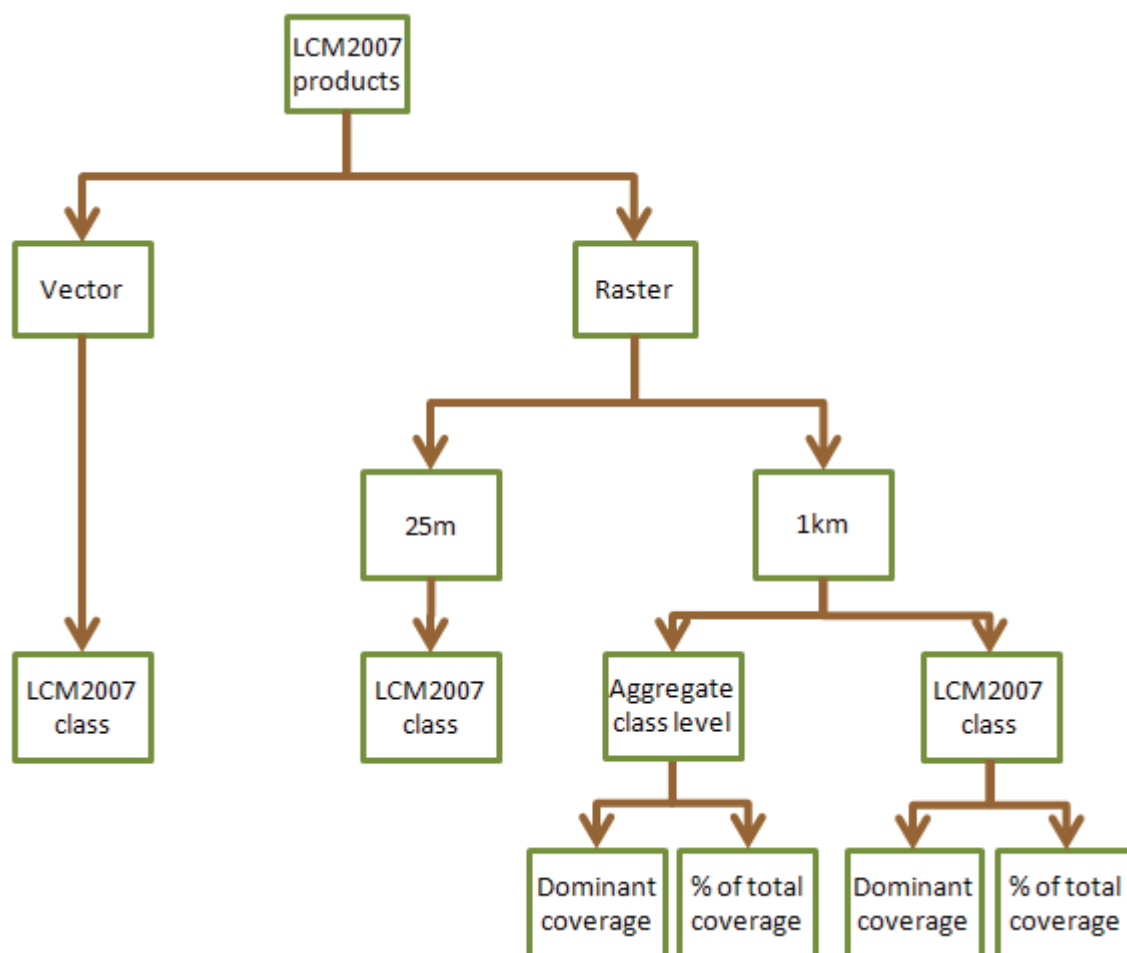 LCM2007
products
Vector
Raster
25m
1km
LCM2007
class
LCM2007
class
Aggregate
class level
LCM2007
class
Dominant
coverage
% of total
coverage
Dominant
coverage
% of total
coverage